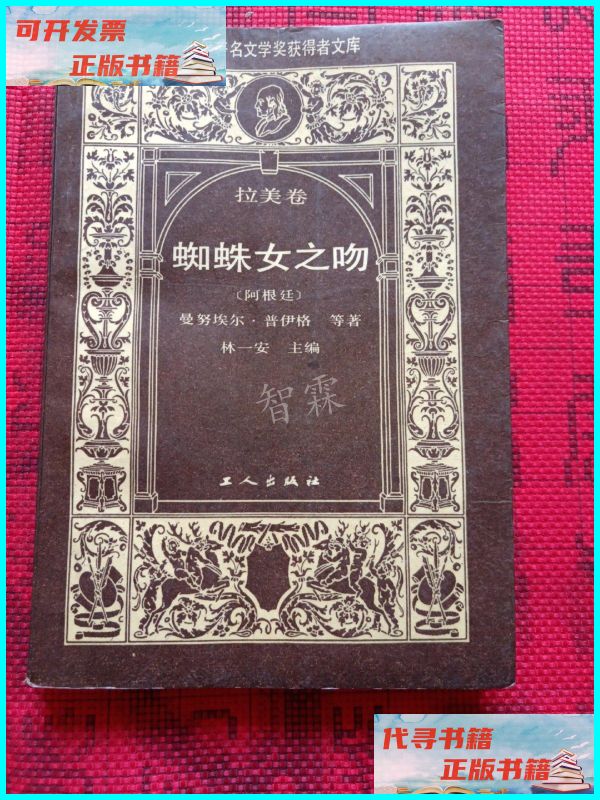 可开发票
正版书籍
名文学奖获得者文库
拉美卷
蜘蛛女之吻
〔阿根廷〕
曼努埃尔·普伊格 等著
林一安 主编
智霖
工人出版社
代寻书籍
正版书籍